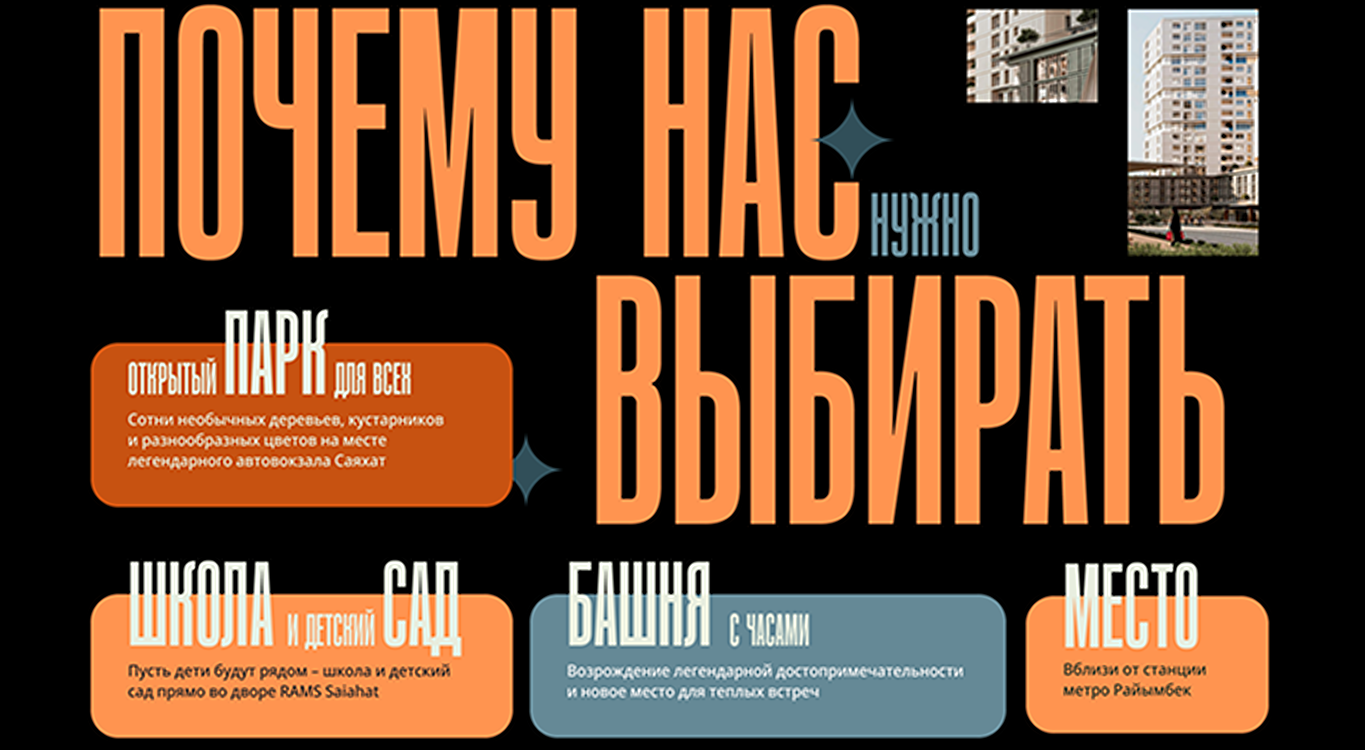 ПОЧЕМУ НАС
НУЖНО
ВЫБИРАТЬ
ОТКРЫТЫЙ ПАРК ДЛЯ ВСЕХ
Сотни необычных деревьев, кустарников
и разнообразных цветов на месте
легендарного автовокзала Саяхат
ШКОЛА И ДЕТСКИЙ САД
Пусть дети будут рядом – школа и детский
сад прямо во дворе RAMS Saiahat
БАШНЯ С ЧАСАМИ
Возрождение легендарной достопримечательности
и новое место для теплых встреч
МЕСТО
Вблизи от станции
метро Райымбек